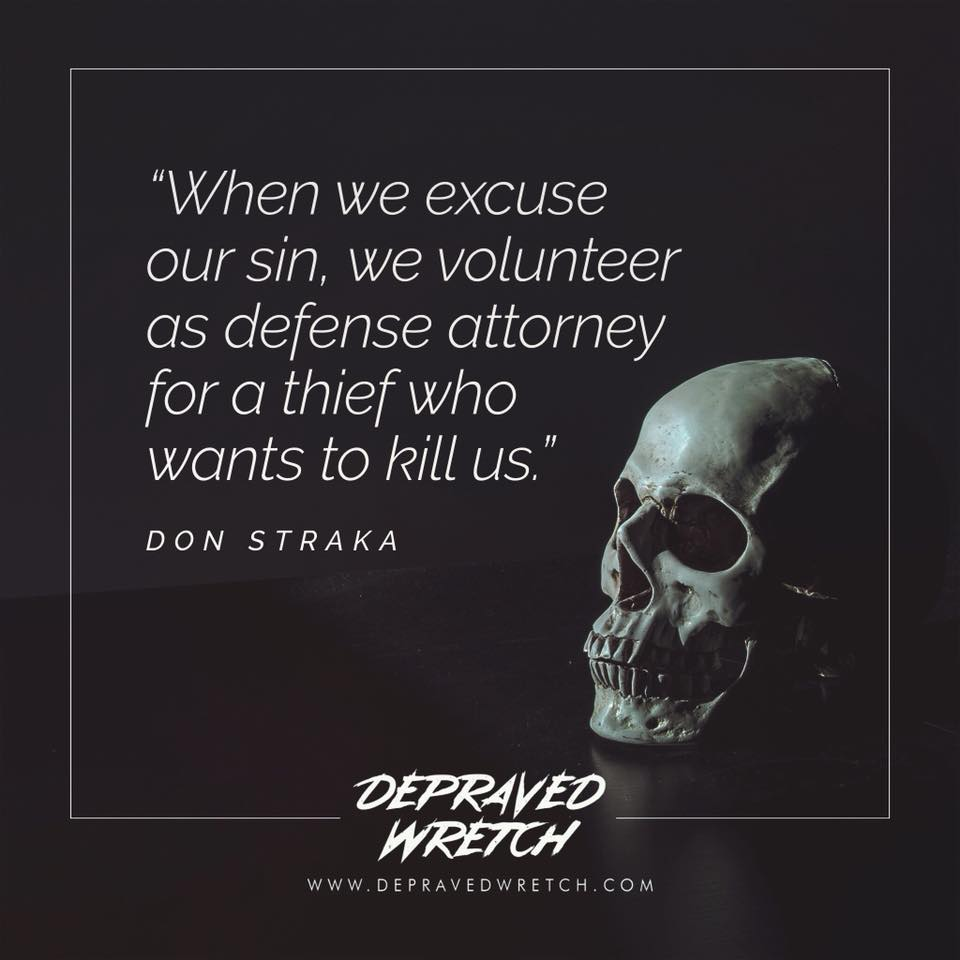 “When we excuse
our sin, we volunteer
as defense attorney
for a thief who
wants to kill us.”
DON STRAKA
DEPRAVED
WRETCH
WWW.DEPRAVEDWRETCH.COM